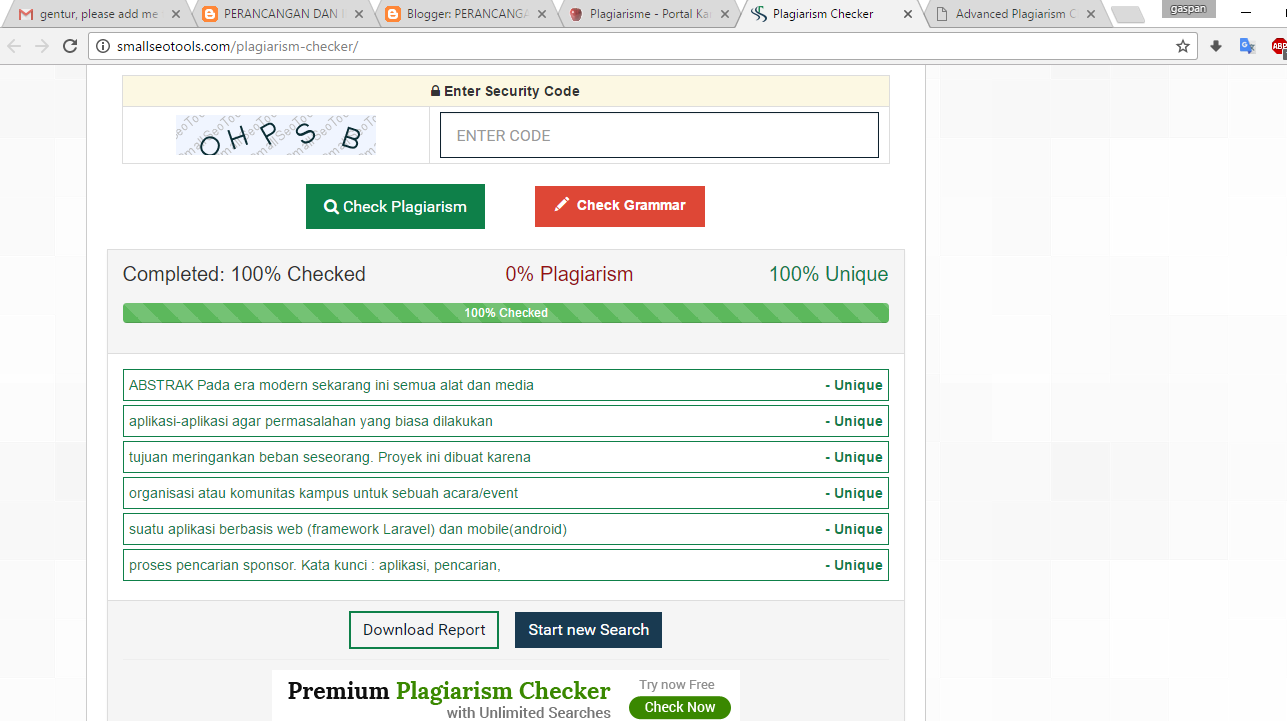 gentur, please add me
PERANCANGAN DAN
Blogger: PERANCANGA
Plagiarisme - Portal Ka
Plagiarism Checker
Advanced Plagiarism C
gaspan
smallseotools.com/plagiarism-checker/
ABP
Enter Security Code
OHPSB
ENTER CODE
Check Plagiarism
Check Grammar
Completed: 100% Checked
0% Plagiarism
100% Unique
100% Checked
ABSTRAK Pada era modern sekarang ini semua alat dan media - Unique
aplikasi-aplikasi agar permasalahan yang biasa dilakukan - Unique
tujuan meringankan beban seseorang. Proyek ini dibuat karena - Unique
organisasi atau komunitas kampus untuk sebuah acara/event - Unique
suatu aplikasi berbasis web (framework Laravel) dan mobile(android) - Unique
proses pencarian sponsor. Kata kunci : aplikasi, pencarian, - Unique
Download Report
Start new Search
Premium Plagiarism Checker
with Unlimited Searches
Try now Free
Check Now